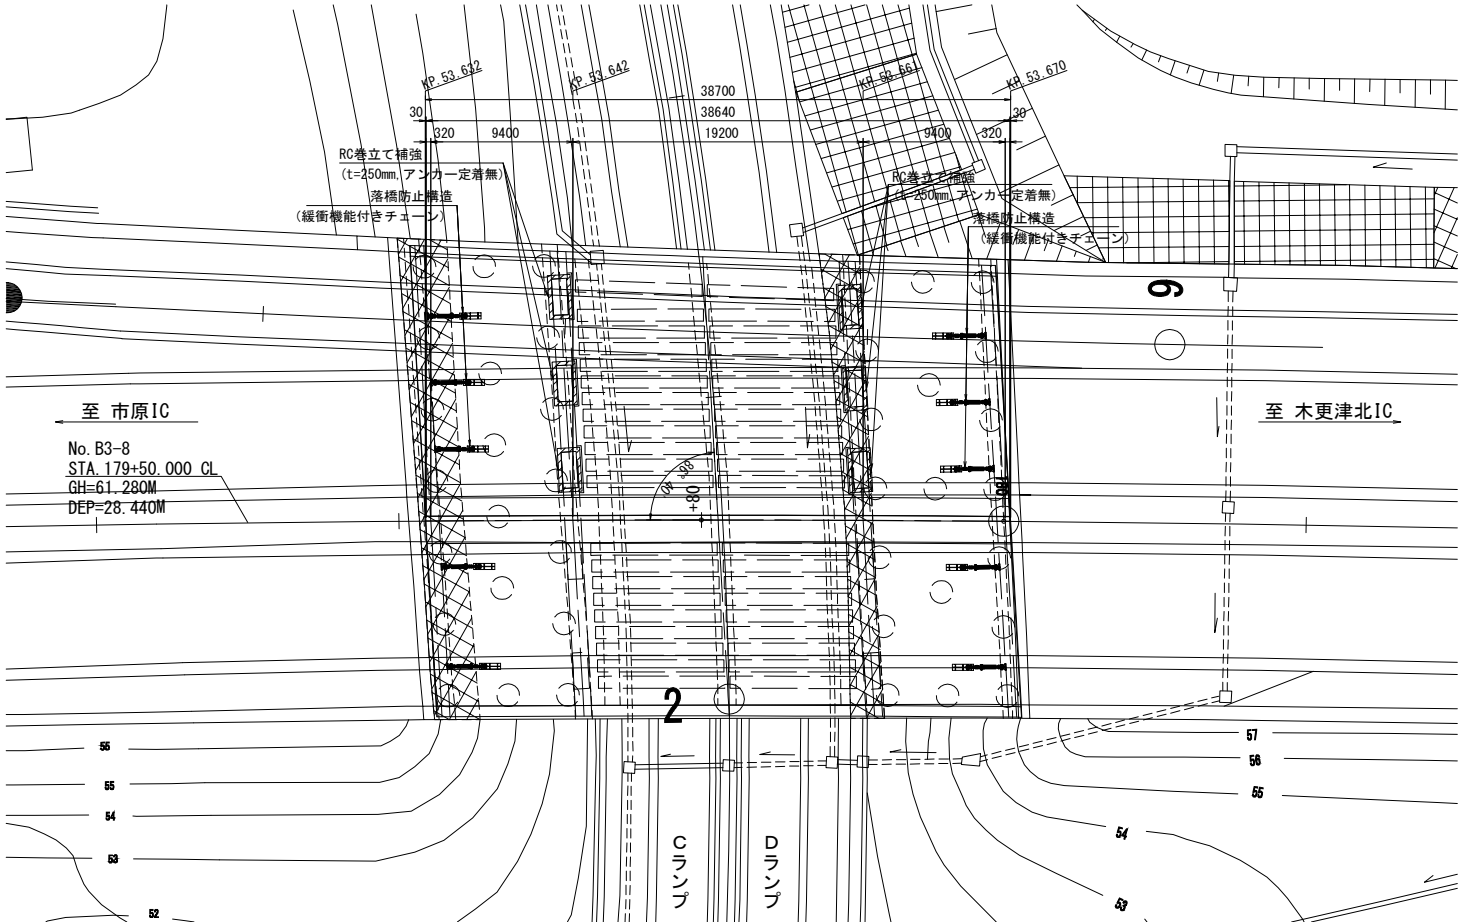 KP.53.632
KP.53.642
KP.53.661
KP.53.670
38700
30
38640
30
320
9400
19200
9400
320
RC巻立て補強
(t=250mm,アンカー定着無)
落橋防止構造
(緩衝機能付きチェーン)
RC巻立て補強
(t=250mm,アンカー定着無)
落橋防止構造
(緩衝機能付きチェーン)
9
至 市原IC
至 木更津北IC
No.B3-8
STA.179+50.000 CL
GH=61.280M
DEP=28.440M
86° 40'
+80
180
2
56
55
54
53
52
57
56
55
54
53
Cランプ
Dランプ